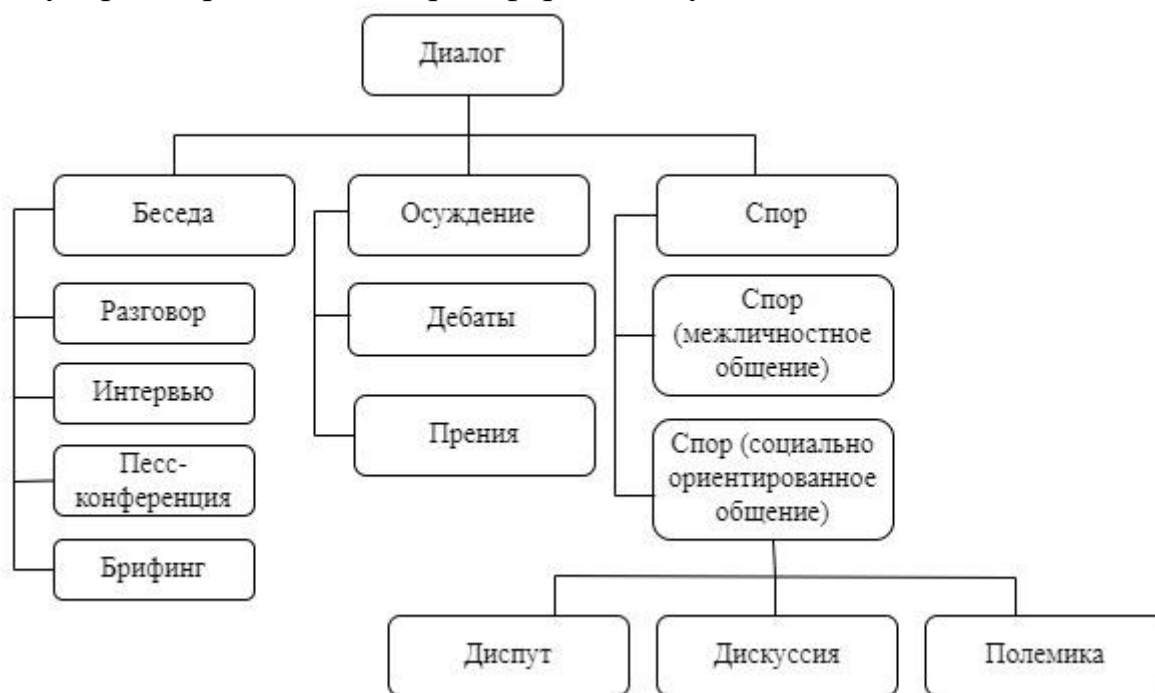 Диалог
Беседа
Осуждение
Спор
Разговор
Интервью
Песс-
конференция
Брифинг
Дебаты
Прения
Спор
(межличностное
общение)
Спор (социально
ориентированное
общение)
Диспут
Дискуссия
Полемика